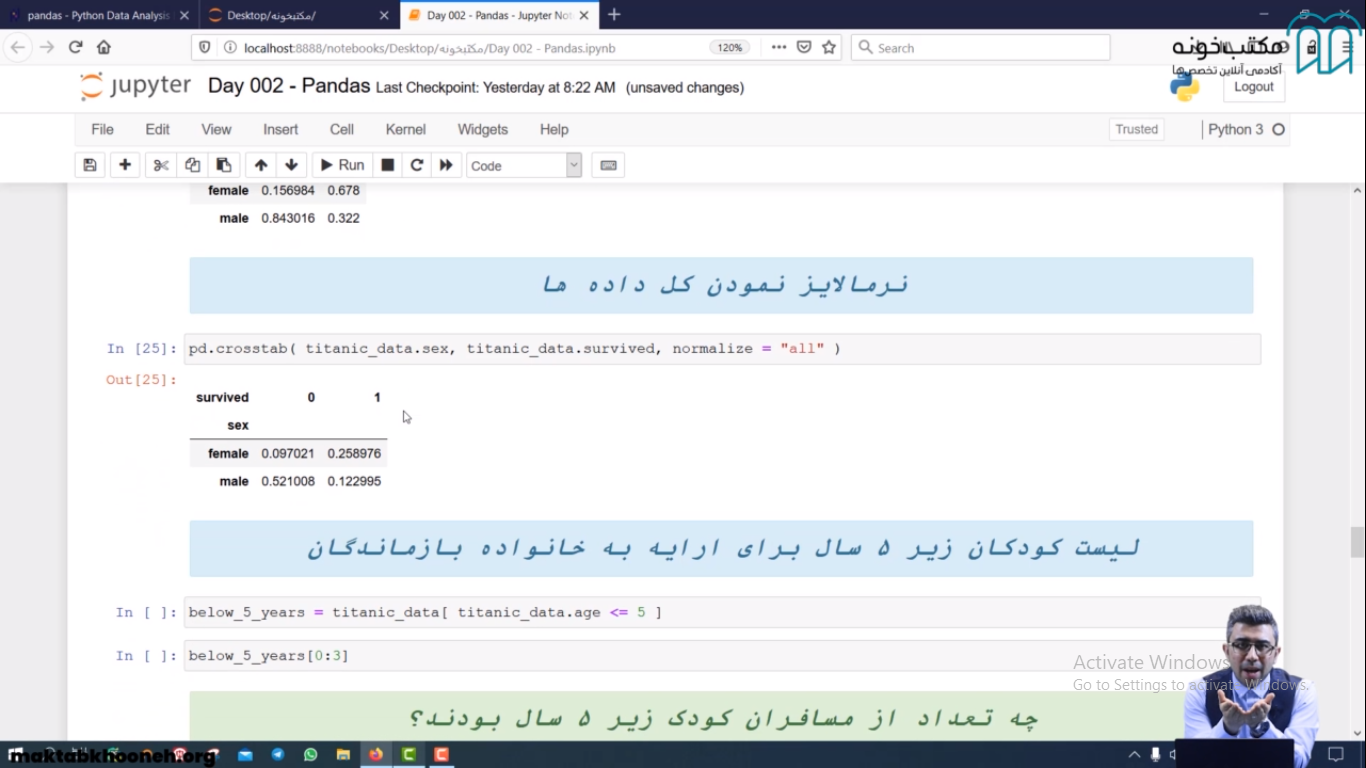 pandas - Python Data Analysis
Desktop/مکتبخونه/
Day 002 - Pandas - Jupyter Not
localhost:8888/notebooks/Desktop/مکتبخونه/Day 002 - Pandas.ipynb
120%
Search
مکتب‌خونه
آکادمی آنلاین تخصص‌ها
jupyter
Day 002 - Pandas Last Checkpoint: Yesterday at 8:22 AM (unsaved changes)
Logout
File Edit View Insert Cell Kernel Widgets Help
Trusted
Python 3
Run
Code
female 0.156984 0.678
male 0.843016 0.322
نرمالایز نمودن کل داده ها
In [25]: pd.crosstab( titanic_data.sex, titanic_data.survived, normalize = "all" )
Out[25]:
survived 0 1
sex
female 0.097021 0.258976
male 0.521008 0.122995
لیست کودکان زیر ۵ سال برای ارایه به خانواده بازماندگان
In [ ]: below_5_years = titanic_data[ titanic_data.age <= 5 ]
In [ ]: below_5_years[0:3]
Activate Windows
Go to Settings to activate Windows.
چه تعداد از مسافران کودک زیر ۵ سال بودند؟
maktabkhooneh.org